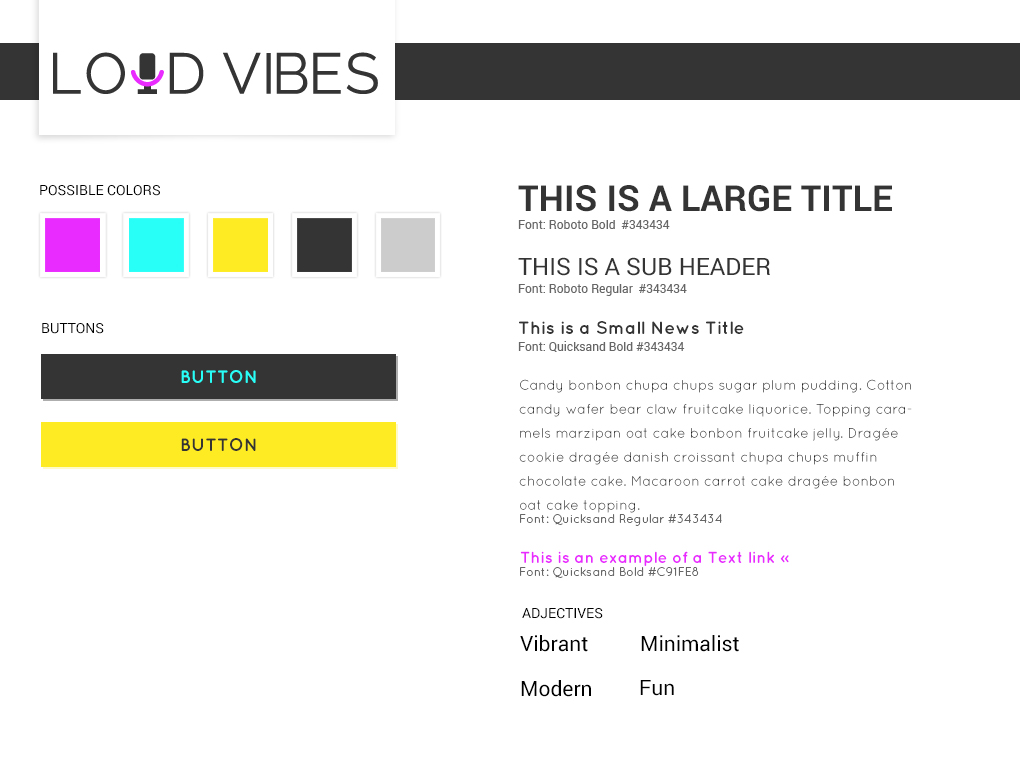 LOUD VIBES
POSSIBLE COLORS
BUTTONS
BUTTON
BUTTON
THIS IS A LARGE TITLE
Font: Roboto Bold #343434
THIS IS A SUB HEADER
Font: Roboto Regular #343434
This is a Small News Title
Font: Quicksand Bold #343434
Candy bonbon chupa chups sugar plum pudding. Cotton
candy wafer bear claw fruitcake liquorice. Topping cara-
mels marzipan oat cake bonbon fruitcake jelly. Dragée
cookie dragée danish croissant chupa chups muffin
chocolate cake. Macaroon carrot cake dragée bonbon
oat cake topping.
Font: Quicksand Regular #343434
This is an example of a Text link «
Font: Quicksand Bold #C91FE8
ADJECTIVES
Vibrant Minimalist
Modern Fun